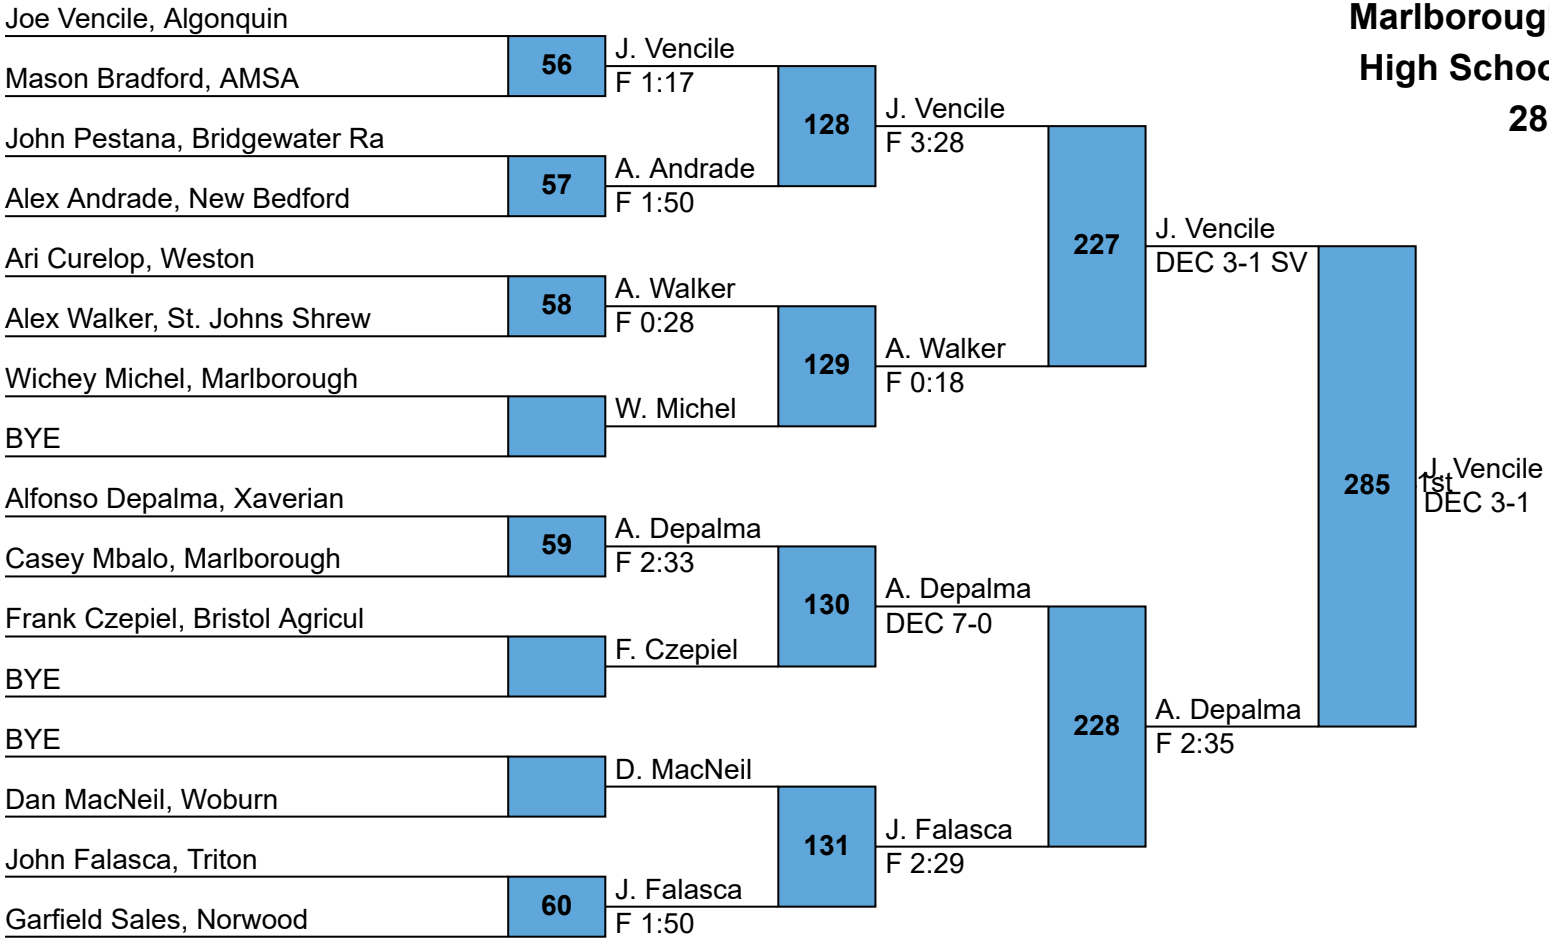 Joe Vencile, Algonquin
Mason Bradford, AMSA
John Pestana, Bridgewater Ra
Alex Andrade, New Bedford
Ari Curelop, Weston
Alex Walker, St. Johns Shrew
Wichey Michel, Marlborough
BYE
Alfonso Depalma, Xaverian
Casey Mbalo, Marlborough
Frank Czepiel, Bristol Agricul
BYE
BYE
Dan MacNeil, Woburn
John Falasca, Triton
Garfield Sales, Norwood
56
57
58
59
60
J. Vencile
F 1:17
A. Andrade
F 1:50
A. Walker
F 0:28
W. Michel
A. Depalma
F 2:33
F. Czepiel
D. MacNeil
J. Falasca
F 1:50
128
129
130
131
J. Vencile
F 3:28
A. Walker
F 0:18
A. Depalma
DEC 7-0
J. Falasca
F 2:29
227
228
J. Vencile
DEC 3-1 SV
A. Depalma
F 2:35
285
J. Vencile
1st
DEC 3-1
Marlboroug
High Schoo
28